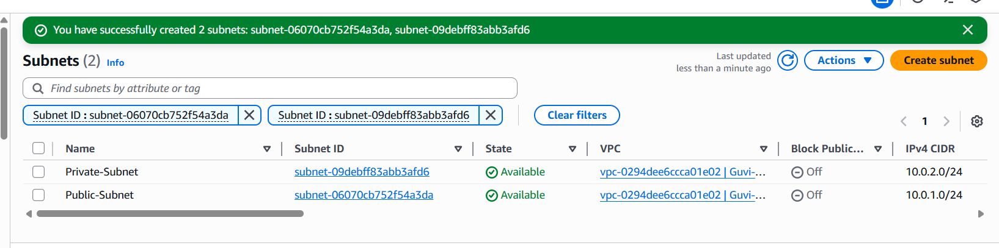 You have successfully created 2 subnets: subnet-06070cb752f54a3da, subnet-09debff83abb3afd6
Subnets (2) Info
Last updated
less than a minute ago
Actions
Create subnet
Find subnets by attribute or tag
Subnet ID : subnet-06070cb752f54a3da
Subnet ID : subnet-09debff83abb3afd6
Clear filters
1
Name Subnet ID State VPC Block Public... IPv4 CIDR
Private-Subnet subnet-09debff83abb3afd6 Available vpc-0294dee6ccca01e02 | Guvi-... Off 10.0.2.0/24
Public-Subnet subnet-06070cb752f54a3da Available vpc-0294dee6ccca01e02 | Guvi-... Off 10.0.1.0/24